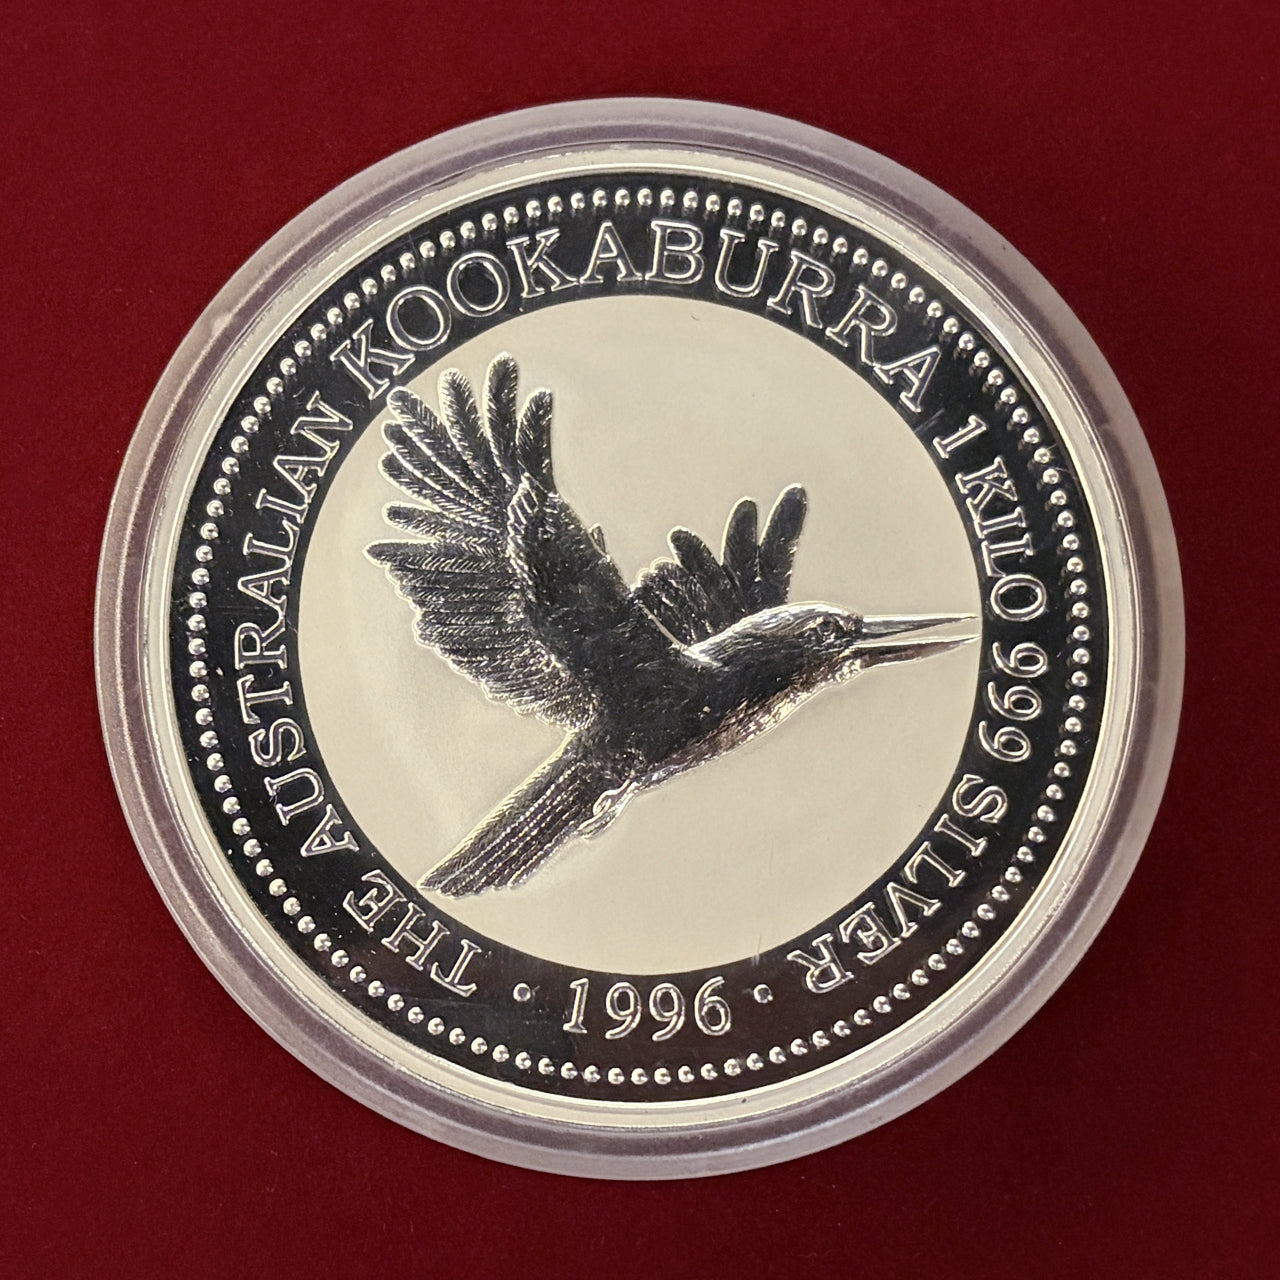 THE AUSTRALIAN KOOKABURRA 1 KILO 999 SILVER
· 1996 ·